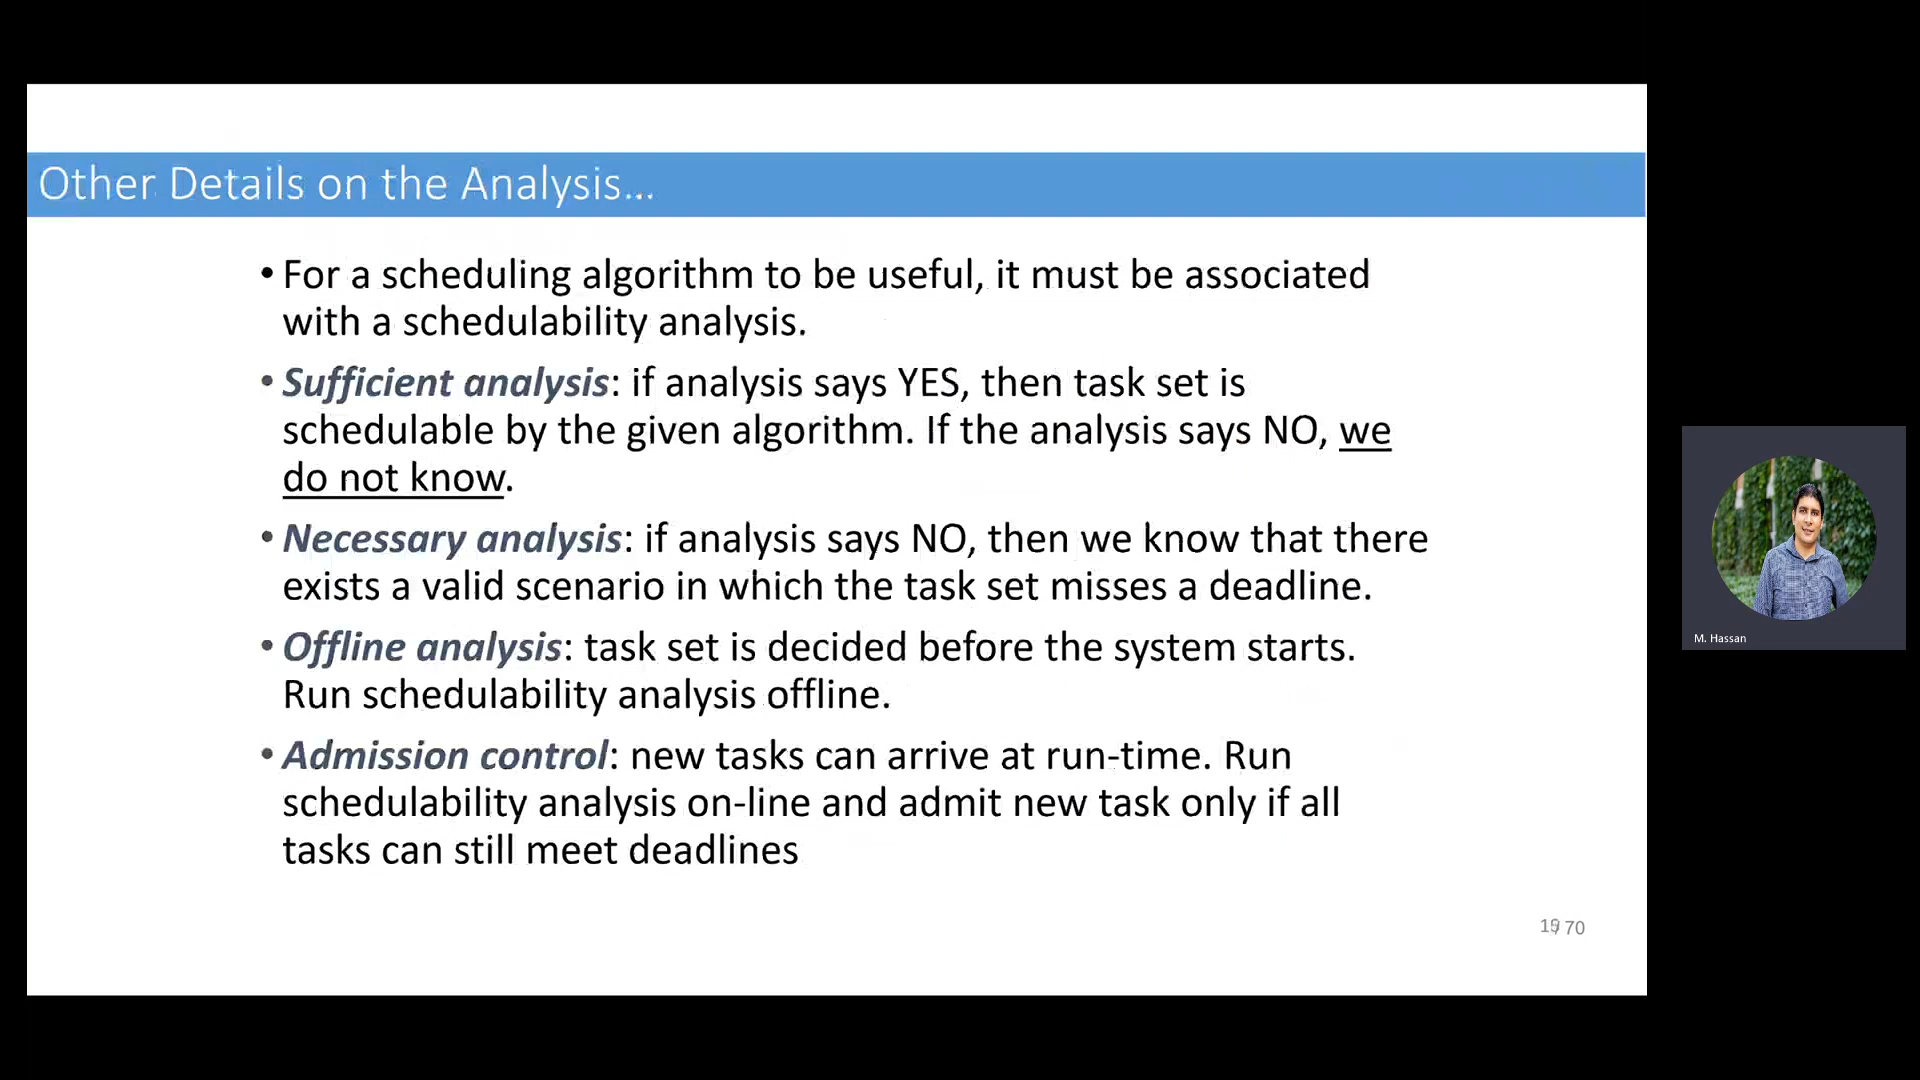 Other Details on the Analysis...
• For a scheduling algorithm to be useful, it must be associated
with a schedulability analysis.
• Sufficient analysis: if analysis says YES, then task set is
schedulable by the given algorithm. If the analysis says NO, we
do not know.
• Necessary analysis: if analysis says NO, then we know that there
exists a valid scenario in which the task set misses a deadline.
• Offline analysis: task set is decided before the system starts.
Run schedulability analysis offline.
• Admission control: new tasks can arrive at run-time. Run
schedulability analysis on-line and admit new task only if all
tasks can still meet deadlines
/ 70
M. Hassan